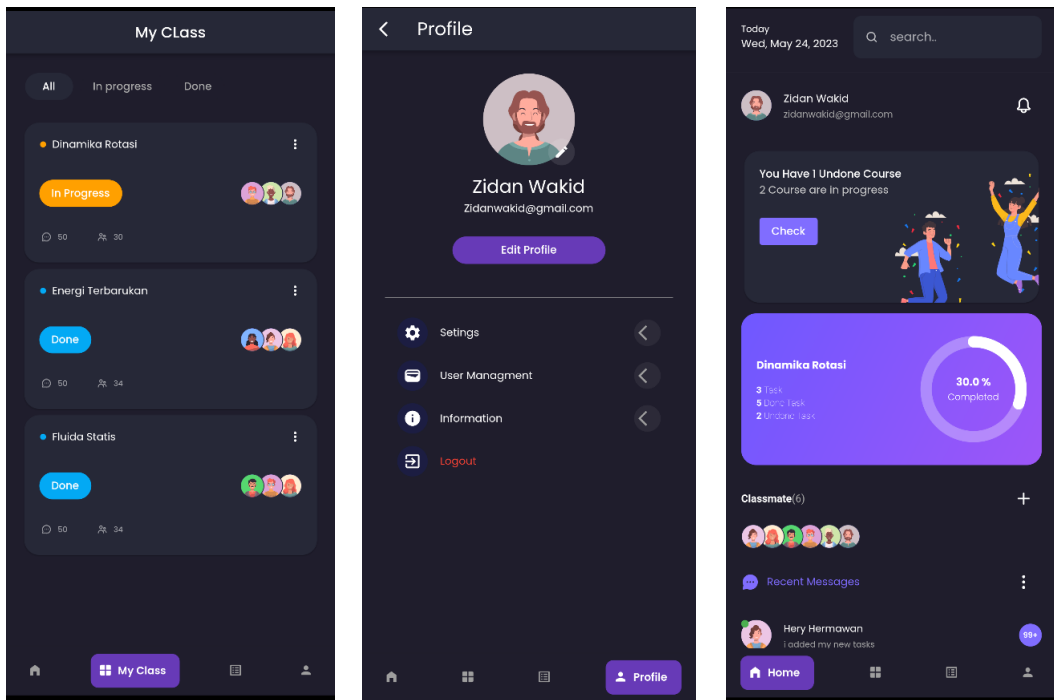 My CLass
All
In progress
Done
Dinamika Rotasi
In Progress
50
30
Energi Terbarukan
Done
50
34
Fluida Statis
Done
50
34
My Class
Profile
Zidan Wakid
Zidanwakid@gmail.com
Edit Profile
Setings
User Managment
Information
Logout
Profile
Today
Wed, May 24, 2023
search..
Zidan Wakid
zidanwakid@gmail.com
You Have 1 Undone Course
2 Course are in progress
Check
Dinamika Rotasi
3 Task
5 Done Task
2 Undone Task
30.0 %
Completed
Classmate(6)
Recent Messages
Hery Hermawan
i added my new tasks
99+
Home